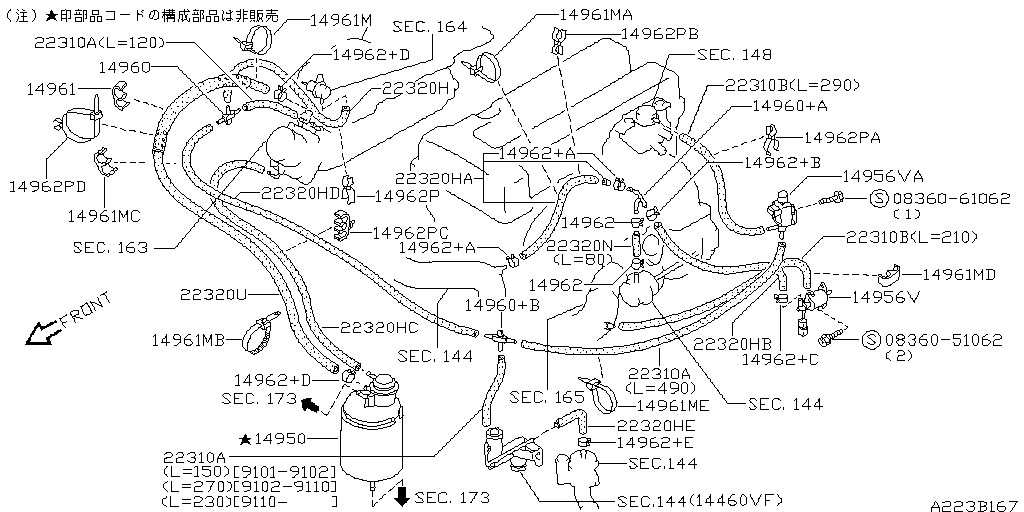 (注) ★印部品コードの構成部品は非販売
14961M
14961MA
SEC. 164
14962PB
22310A(L=120)
14962+D
SEC. 148
14960
22320H
22310B(L=290)
14961
14960+A
14962PA
14962+A
14962+B
14962PD
22320HA
14956VA
22320HD
14962P
08360-61062
(1)
14961MC
14962
14962PC
22310B(L=210)
SEC. 163
14962+A
22320N
(L=80)
14961MD
22320U
14962
14956V
FRONT
14960+B
22320HC
14961MB
SEC. 144
22320HB
S 08360-51062
(2)
14962+C
14962+D
22310A
(L=490)
SEC. 173
SEC. 165
14961ME
SEC. 144
22320HE
★14950
14962+E
22310A
(L=150)[9101-9102]
(L=270)[9102-9110]
(L=230)[9110- ]
SEC.144
SEC. 173
SEC.144(14460VF)
A223B167